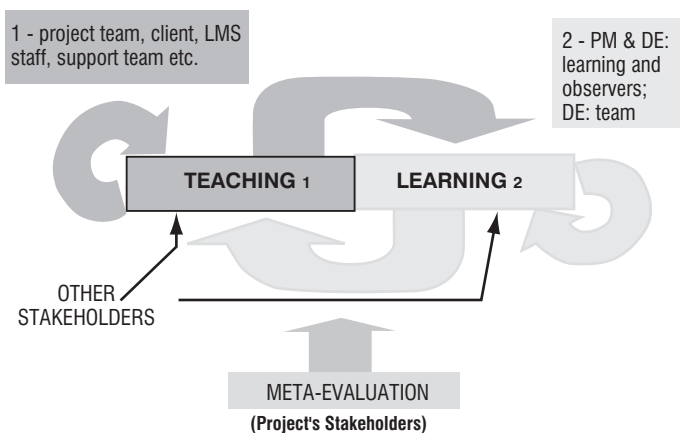 1 - project team, client, LMS
staff, support team etc.
2 - PM & DE:
learning and
observers;
DE: team
TEACHING 1
LEARNING 2
OTHER
STAKEHOLDERS
META-EVALUATION
(Project's Stakeholders)